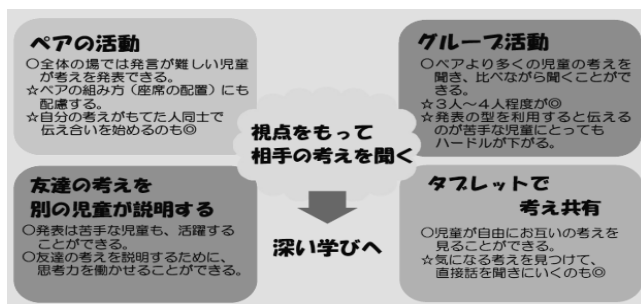 ペアの活動
○全体の場では発言が難しい児童
が考えを発表できる。
☆ペアの組み方（座席の配置）にも
配慮する。
☆自分の考えがもてた人同士で
伝え合いを始めるのも◎
グループ活動
○ペアより多くの児童の考えを
聞き、比べながら聞くことがで
きる。
☆３人～４人程度が◎
☆発表の型を利用すると伝える
のが苦手な児童にとっても
ハードルが下がる。
視点をもって
相手の考えを聞く
友達の考えを
別の児童が説明する
○発表は苦手な児童も、活躍する
ことができる。
○友達の考えを説明するために、
思考力を働かせることができる。
タブレットで
考え共有
○児童が自由にお互いの考えを
見ることができる。
☆気になる考えを見つけて、
直接話を聞きにいくのも◎
深い学びへ